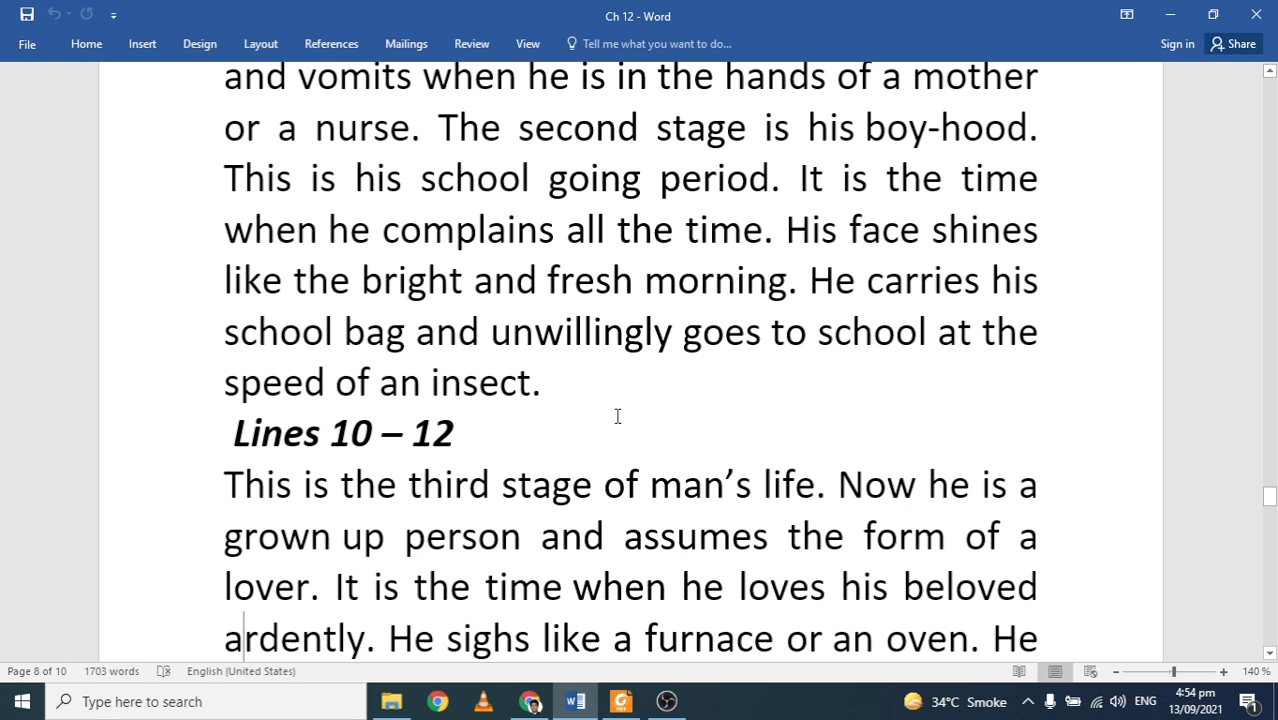 Ch 12 - Word
File Home Insert Design Layout References Mailings Review View Tell me what you want to do... Sign in Share
and vomits when he is in the hands of a mother
or a nurse. The second stage is his boy-hood.
This is his school going period. It is the time
when he complains all the time. His face shines
like the bright and fresh morning. He carries his
school bag and unwillingly goes to school at the
speed of an insect.
Lines 10 – 12
This is the third stage of man’s life. Now he is a
grown up person and assumes the form of a
lover. It is the time when he loves his beloved
ardently. He sighs like a furnace or an oven. He
Page 8 of 10 1703 words English (United States) 140 %
Type here to search 34°C Smoke ENG 4:54 pm
13/09/2021